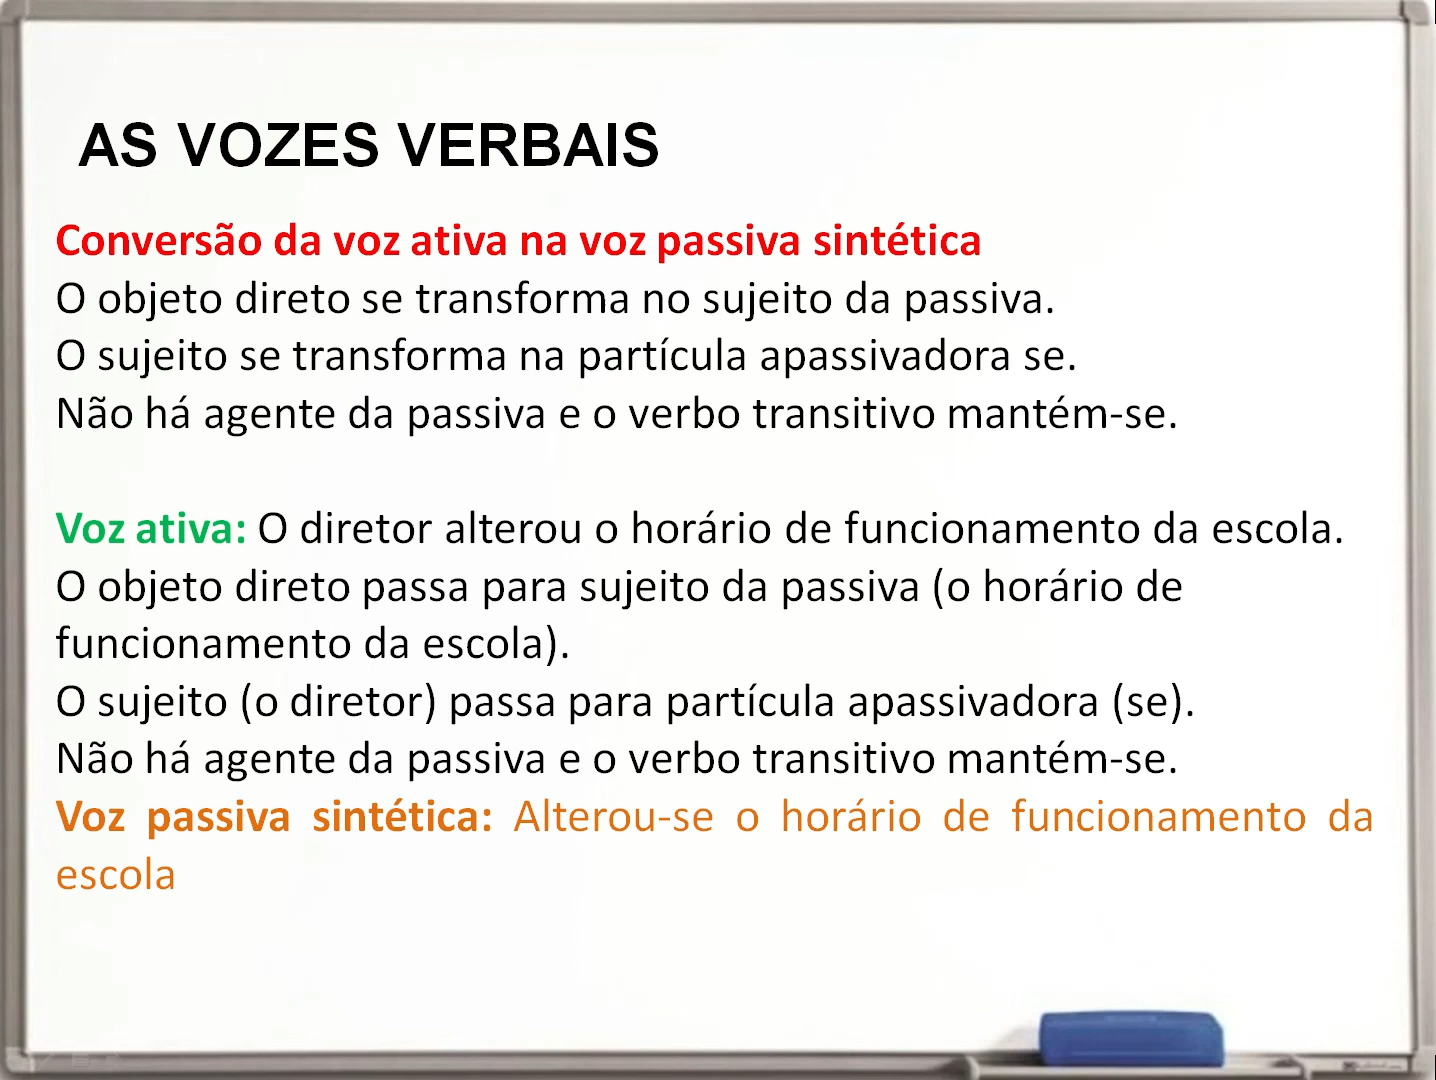 AS VOZES VERBAIS
Conversão da voz ativa na voz passiva sintética
O objeto direto se transforma no sujeito da passiva.
O sujeito se transforma na partícula apassivadora se.
Não há agente da passiva e o verbo transitivo mantém-se.
Voz ativa: O diretor alterou o horário de funcionamento da escola.
O objeto direto passa para sujeito da passiva (o horário de
funcionamento da escola).
O sujeito (o diretor) passa para partícula apassivadora (se).
Não há agente da passiva e o verbo transitivo mantém-se.
Voz passiva sintética: Alterou-se o horário de funcionamento da
escola